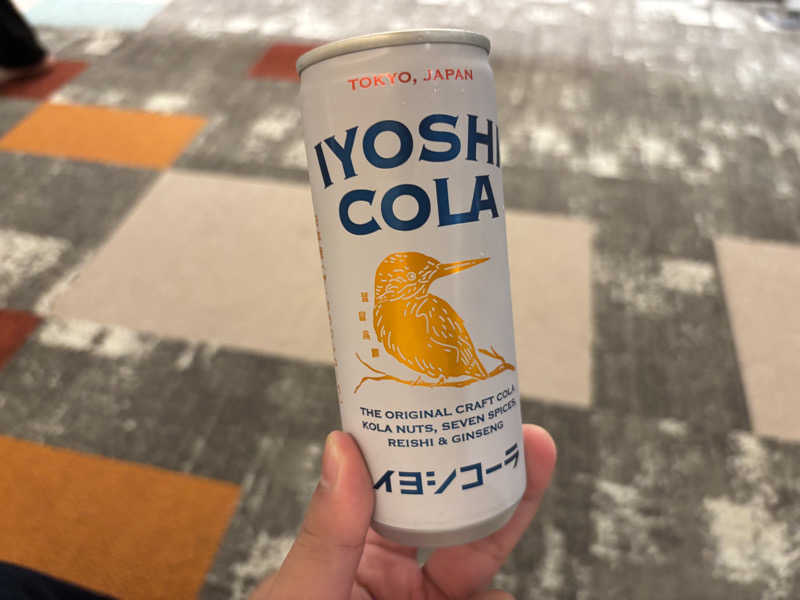 TOKYO, JAPAN
IYOSHI
COLA
THE ORIGINAL CRAFT COLA
KOLA NUTS, SEVEN SPICES,
REISHI & GINSENG
イヨシコーラ